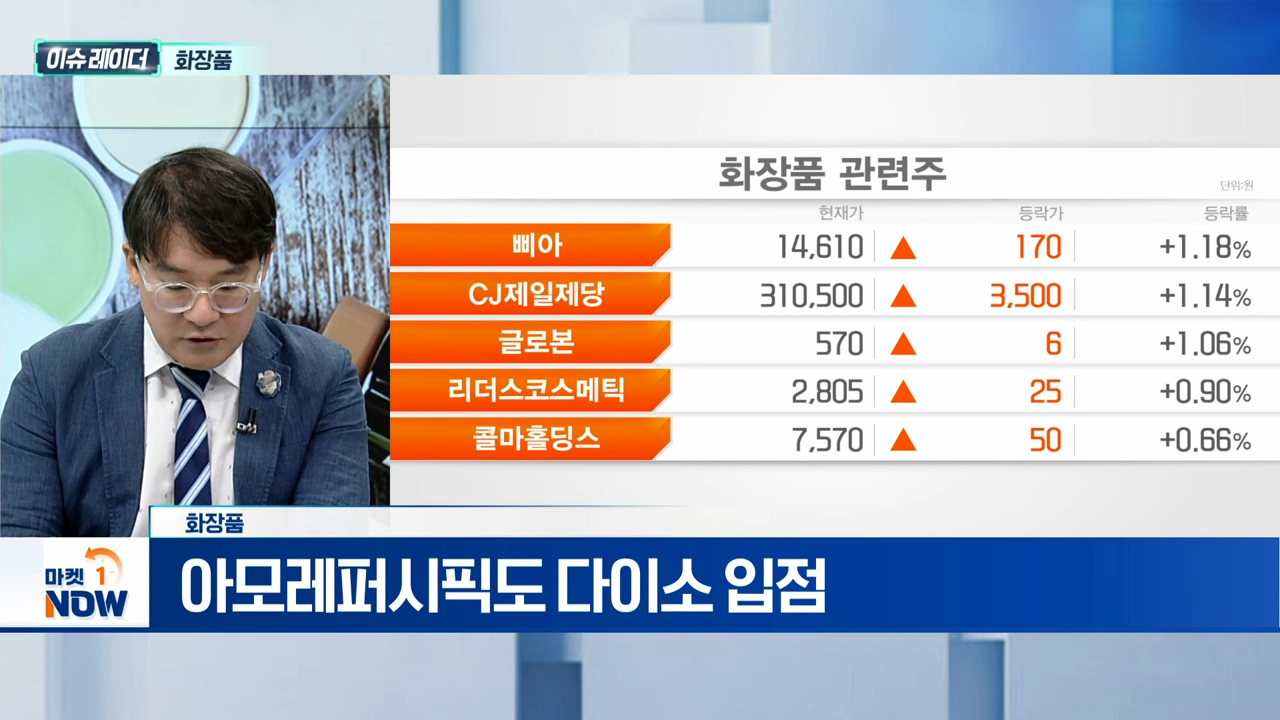 이슈 레이더 화장품
화장품 관련주
단위:원
현재가 등락가 등락률
삐아 14,610 ▲ 170 +1.18%
CJ제일제당 310,500 ▲ 3,500 +1.14%
글로본 570 ▲ 6 +1.06%
리더스코스메틱 2,805 ▲ 25 +0.90%
콜마홀딩스 7,570 ▲ 50 +0.66%
화장품
마켓 1
NOW
아모레퍼시픽도 다이소 입점